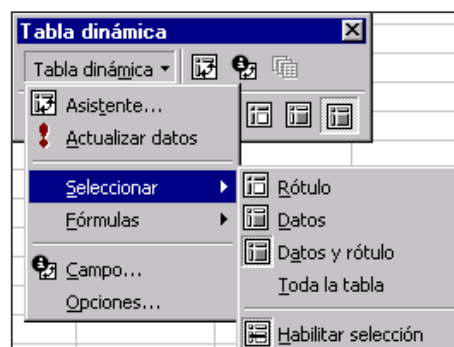 Tabla dinámica
Tabla dinámica
Asistente...
Actualizar datos
Seleccionar
Rótulo
Fórmulas
Datos
Datos y rótulo
Campo...
Toda la tabla
Opciones...
Habilitar selección